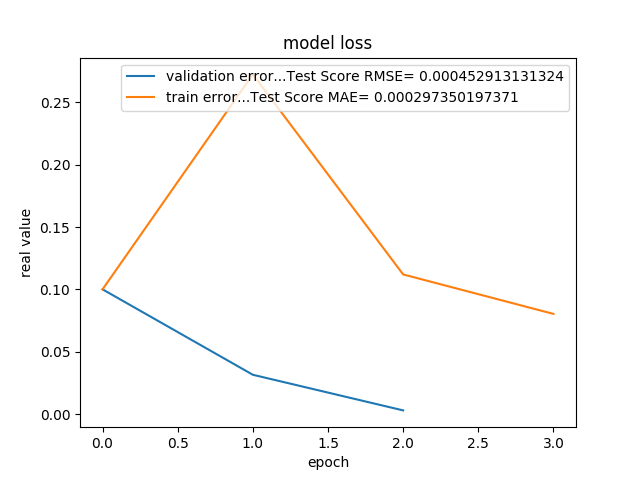 model loss
validation error...Test Score RMSE= 0.000452913131324
train error...Test Score MAE= 0.000297350197371
0.25
0.20
0.15
0.10
0.05
0.00
real value
0.0 0.5 1.0 1.5 2.0 2.5 3.0
epoch